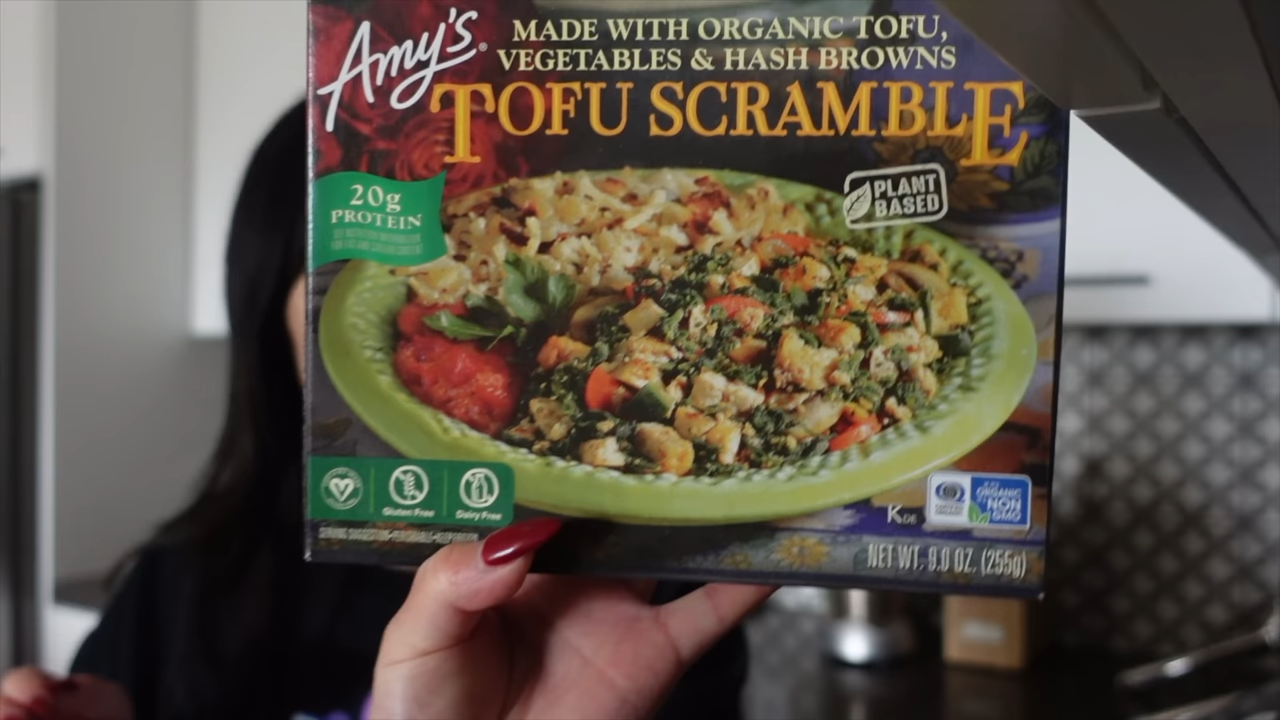 Amy's
MADE WITH ORGANIC TOFU,
VEGETABLES & HASH BROWNS
TOFU SCRAMBLE
20g
PROTEIN
PLANT
BASED
Gluten Free
Dairy Free
K DE
ORGANIC
NON
GMO
NET WT. 9.0 OZ. (255g)